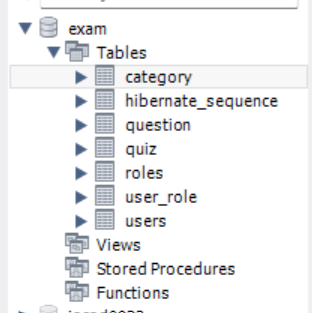 exam
Tables
category
hibernate_sequence
question
quiz
roles
user_role
users
Views
Stored Procedures
Functions